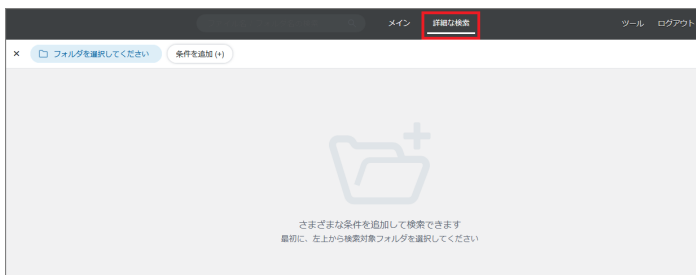 メイン 詳細な検索 ツール ログアウト
× フォルダを選択してください 条件を追加 (+)
さまざまな条件を追加して検索できます
最初に、左上から検索対象フォルダを選択してください